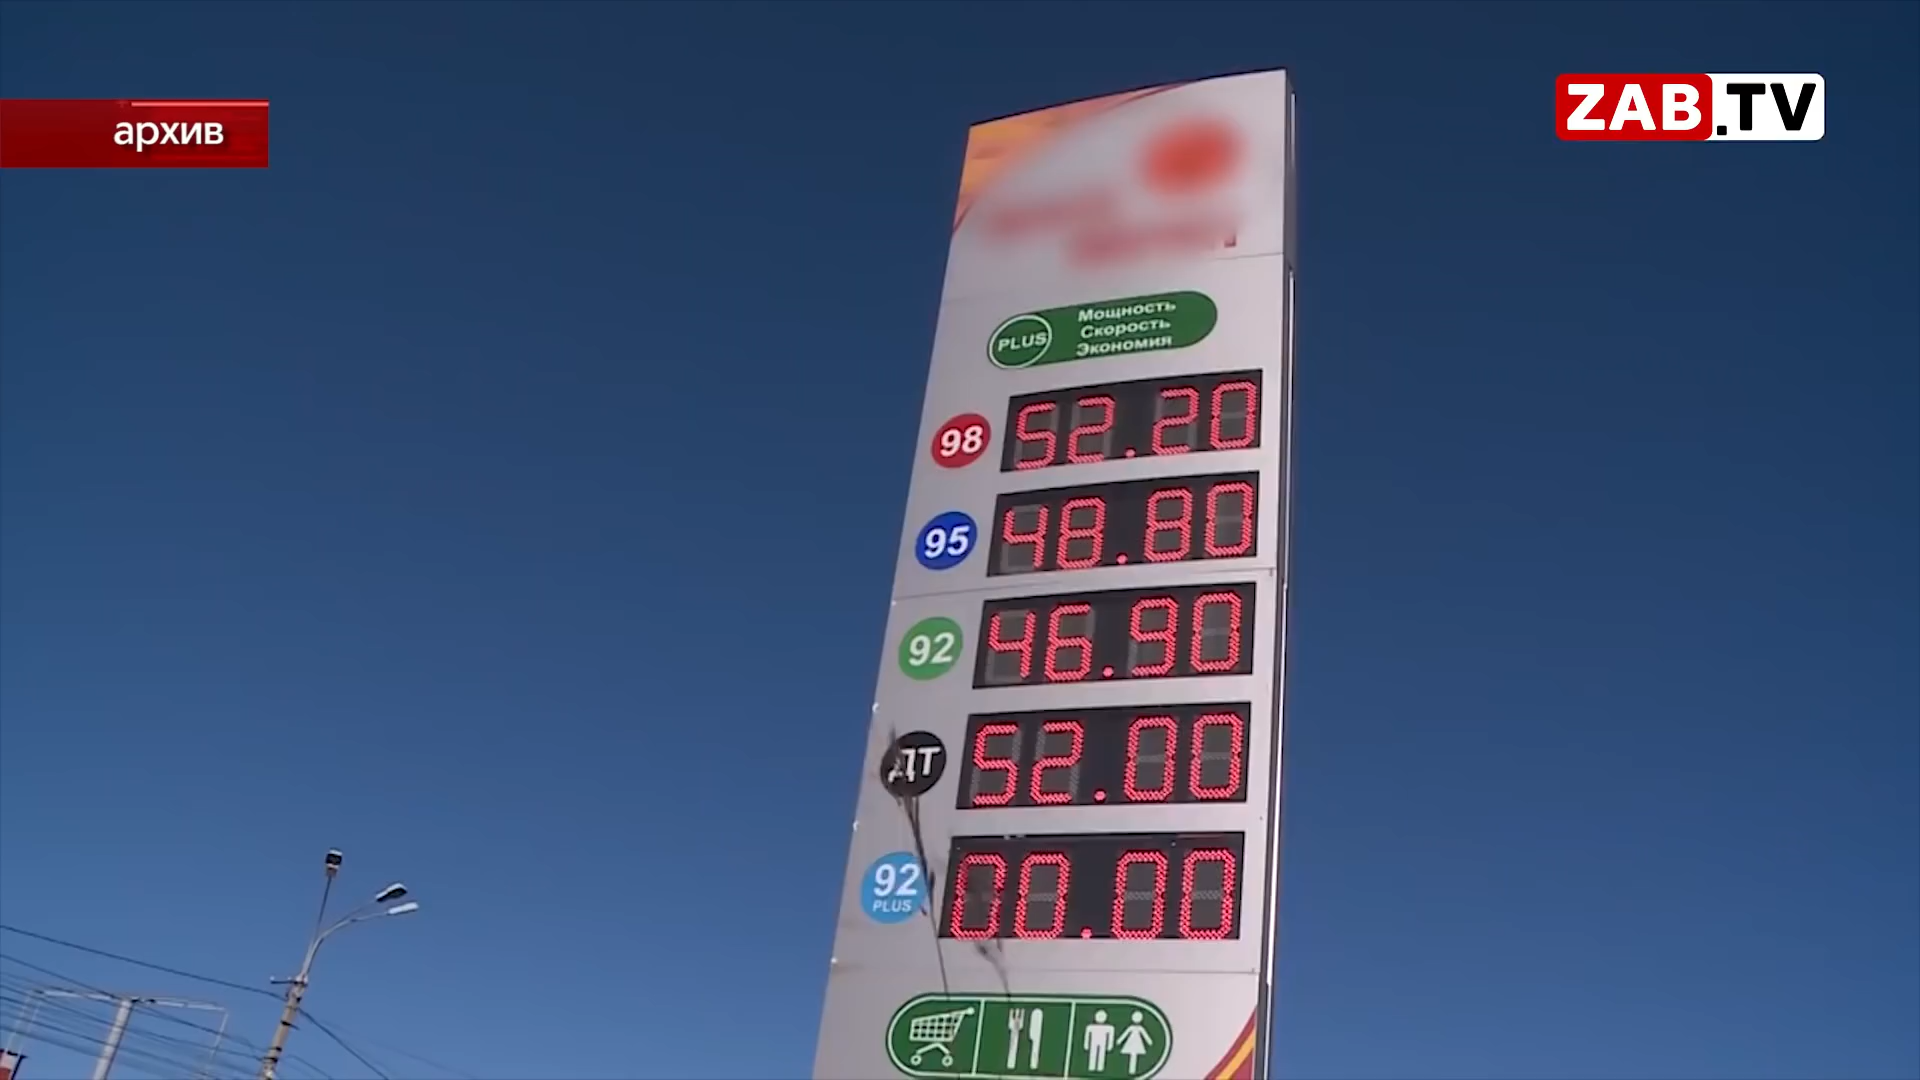 архив
ZAB.TV
PLUS
Мощность
Скорость
Экономия
98 52.20
95 48.80
92 46.90
ДТ 52.00
92 PLUS 00.00